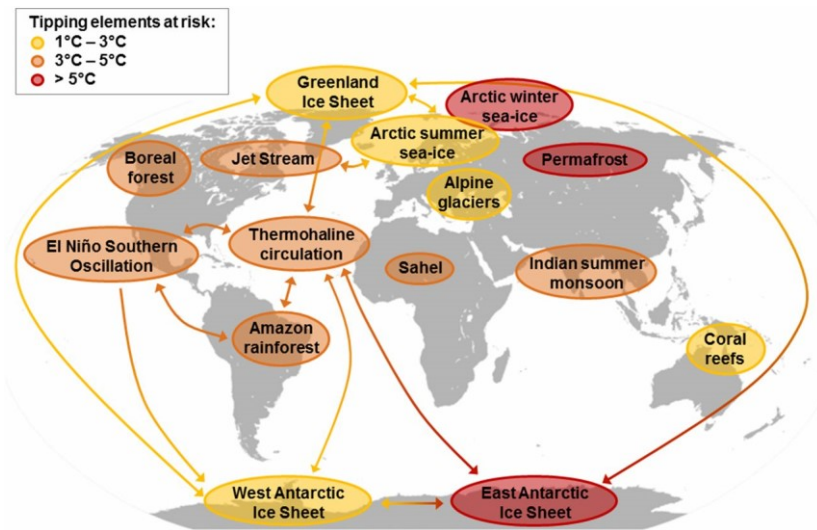 Tipping elements at risk:
1°C – 3°C
3°C – 5°C
> 5°C
Greenland
Ice Sheet
Arctic winter
sea-ice
Arctic summer
sea-ice
Boreal
forest
Jet Stream
Permafrost
Alpine
glaciers
El Niño Southern
Oscillation
Thermohaline
circulation
Sahel
Indian summer
monsoon
Amazon
rainforest
Coral
reefs
West Antarctic
Ice Sheet
East Antarctic
Ice Sheet